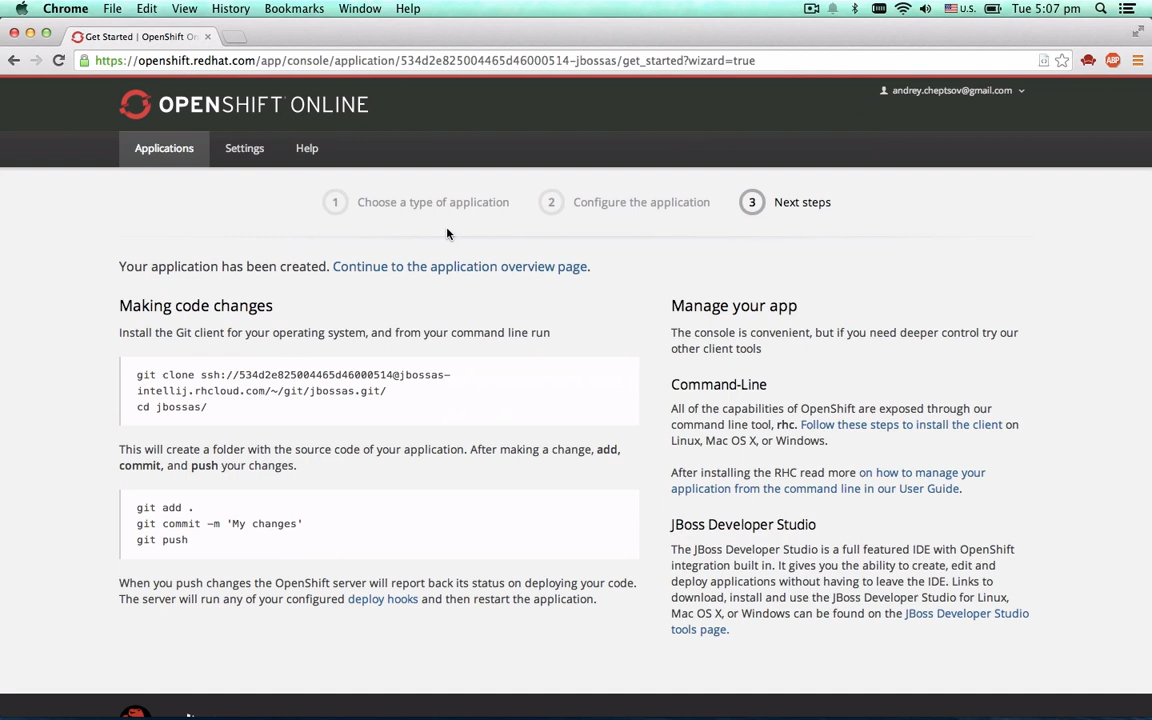 Chrome File Edit View History Bookmarks Window Help U.S. Tue 5:07 pm
Get Started | OpenShift On
https://openshift.redhat.com/app/console/application/534d2e825004465d46000514-jbossas/get_started?wizard=true ABP
OPENSHIFT ONLINE
andrey.cheptsov@gmail.com
Applications Settings Help
1 Choose a type of application 2 Configure the application 3 Next steps
Your application has been created. Continue to the application overview page.
Making code changes
Install the Git client for your operating system, and from your command line run
git clone ssh://534d2e825004465d46000514@jbossas-
intellij.rhcloud.com/~/git/jbossas.git/
cd jbossas/
This will create a folder with the source code of your application. After making a change, add,
commit, and push your changes.
git add .
git commit -m 'My changes'
git push
When you push changes the OpenShift server will report back its status on deploying your code.
The server will run any of your configured deploy hooks and then restart the application.
Manage your app
The console is convenient, but if you need deeper control try our
other client tools
Command-Line
All of the capabilities of OpenShift are exposed through our
command line tool, rhc. Follow these steps to install the client on
Linux, Mac OS X, or Windows.
After installing the RHC read more on how to manage your
application from the command line in our User Guide.
JBoss Developer Studio
The JBoss Developer Studio is a full featured IDE with OpenShift
integration built in. It gives you the ability to create, edit and
deploy applications without having to leave the IDE. Links to
download, install and use the JBoss Developer Studio for Linux,
Mac OS X, or Windows can be found on the JBoss Developer Studio
tools page.